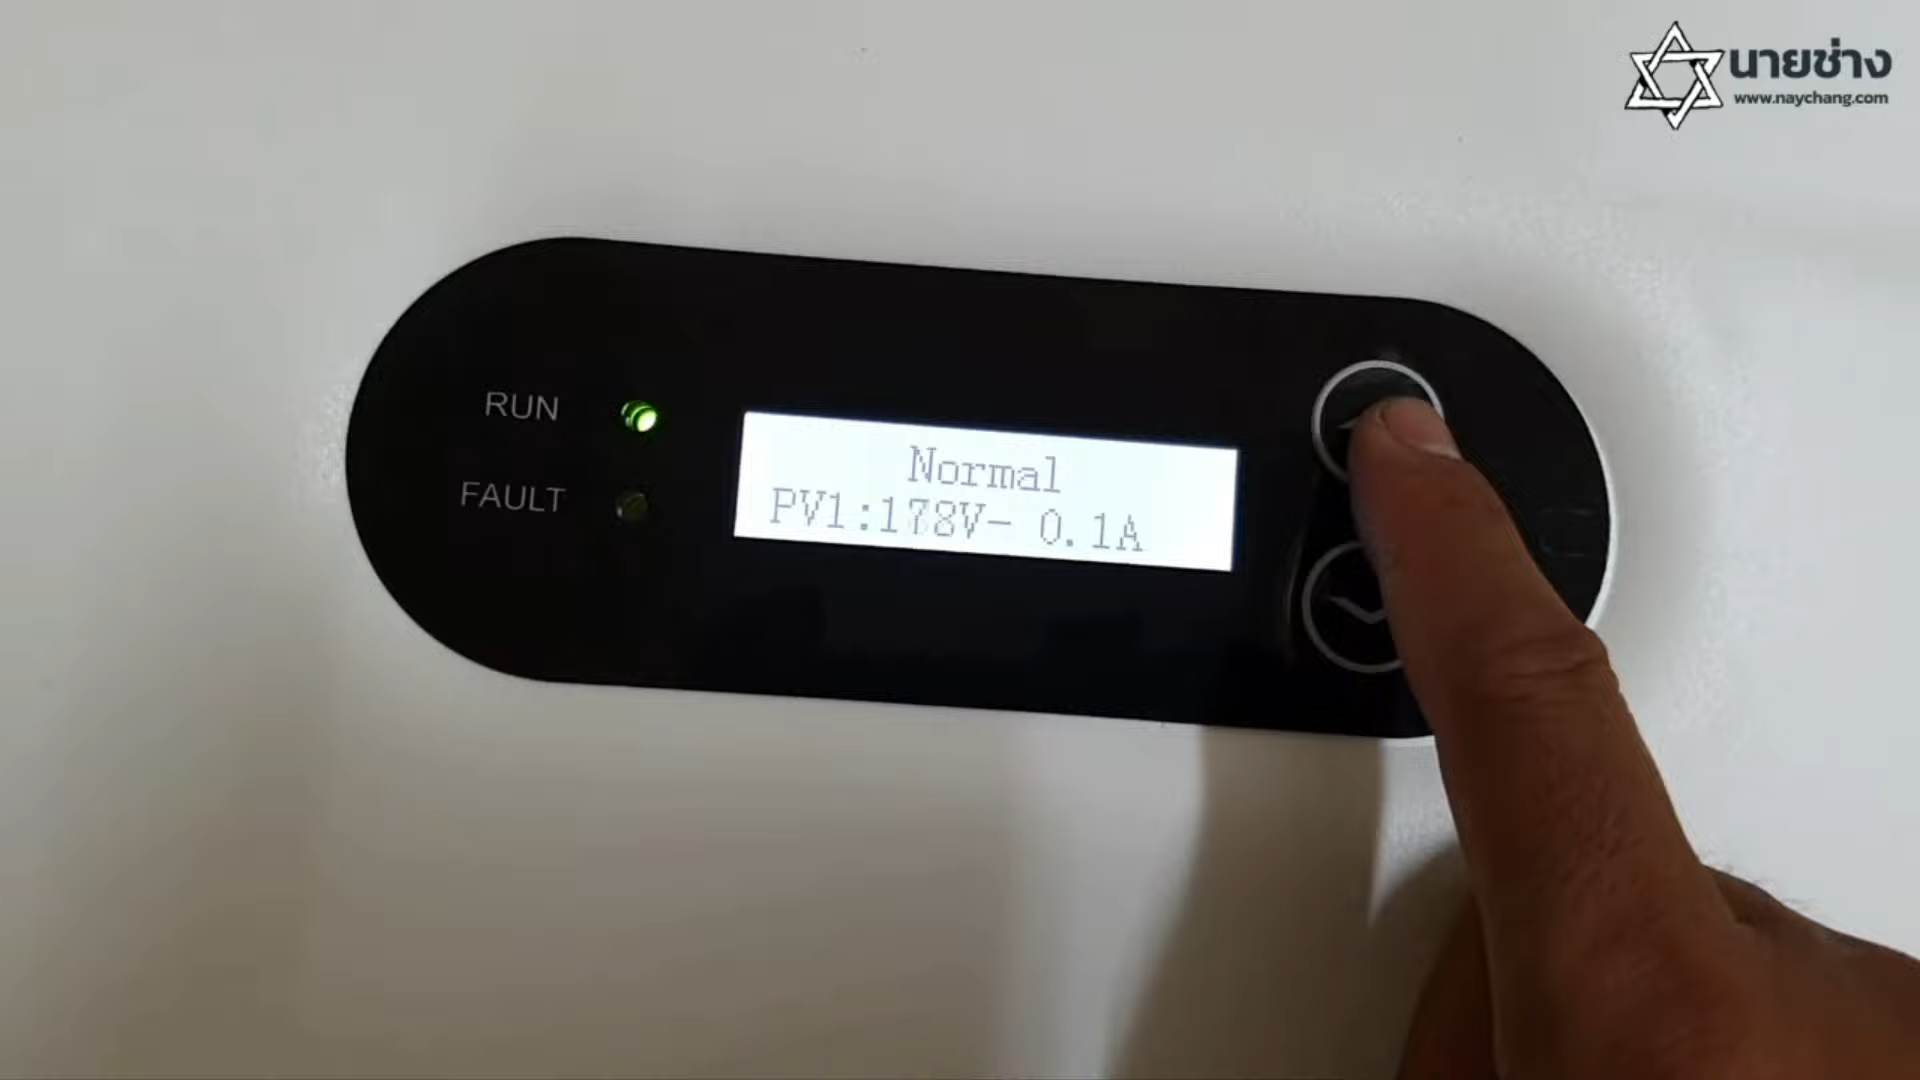 นายช่าง
www.naychang.com
RUN
FAULT
Normal
PV1:178V- 0.1A